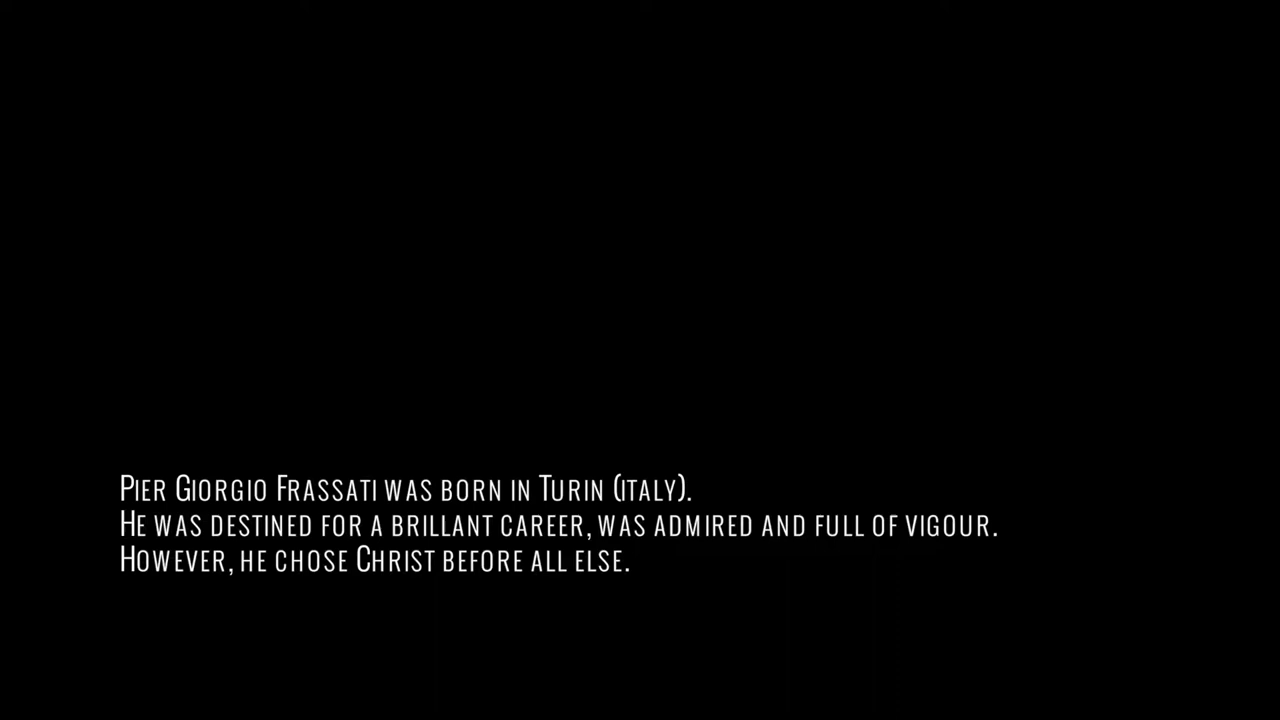 Pier Giorgio Frassati was born in Turin (Italy).
He was destined for a brillant career, was admired and full of vigour.
However, he chose Christ before all else.